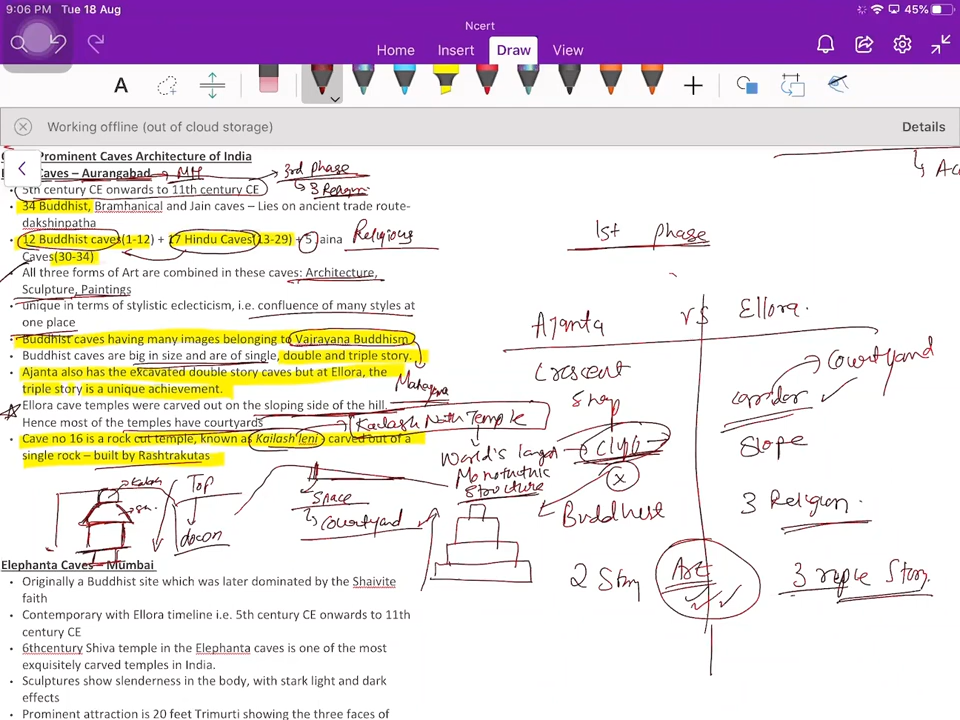 9:06 PM Tue 18 Aug
45%
Ncert
Home Insert Draw View
A
Working offline (out of cloud storage)
Details
Prominent Caves Architecture of India
Caves – Aurangabad → MH
→ 3rd phase
↳ 3 Religion
5th century CE onwards to 11th century CE
34 Buddhist, Bramhanical and Jain caves – Lies on ancient trade route-
dakshinpatha
12 Buddhist caves(1-12) + 17 Hindu Caves(13-29) + 5 Jaina
Caves(30-34)
Religious
All three forms of Art are combined in these caves: Architecture,
Sculpture, Paintings
unique in terms of stylistic eclecticism, i.e. confluence of many styles at
one place
Buddhist caves having many images belonging to Vajrayana Buddhism
Buddhist caves are big in size and are of single, double and triple story.
Ajanta also has the excavated double story caves but at Ellora, the
triple story is a unique achievement.
Mahayana
Ellora cave temples were carved out on the sloping side of the hill.
Hence most of the temples have courtyards
→ Kailash Nath Temple
Cave no 16 is a rock cut temple, known as Kailash leni carved out of a
single rock – built by Rashtrakutas
World's largest
Monolithic
Structure
Kalash
Top
down
Space
↳ Courtyard
Elephanta Caves – Mumbai
Originally a Buddhist site which was later dominated by the Shaivite
faith
Contemporary with Ellora timeline i.e. 5th century CE onwards to 11th
century CE
6thcentury Shiva temple in the Elephanta caves is one of the most
exquisitely carved temples in India.
Sculptures show slenderness in the body, with stark light and dark
effects
Prominent attraction is 20 feet Trimurti showing the three faces of
1st phase
Ajanta vs Ellora.
Crescent
Shap
→ Courtyand
x
Slope
Buddhist
3 Religion
2 Story
Art
Story.